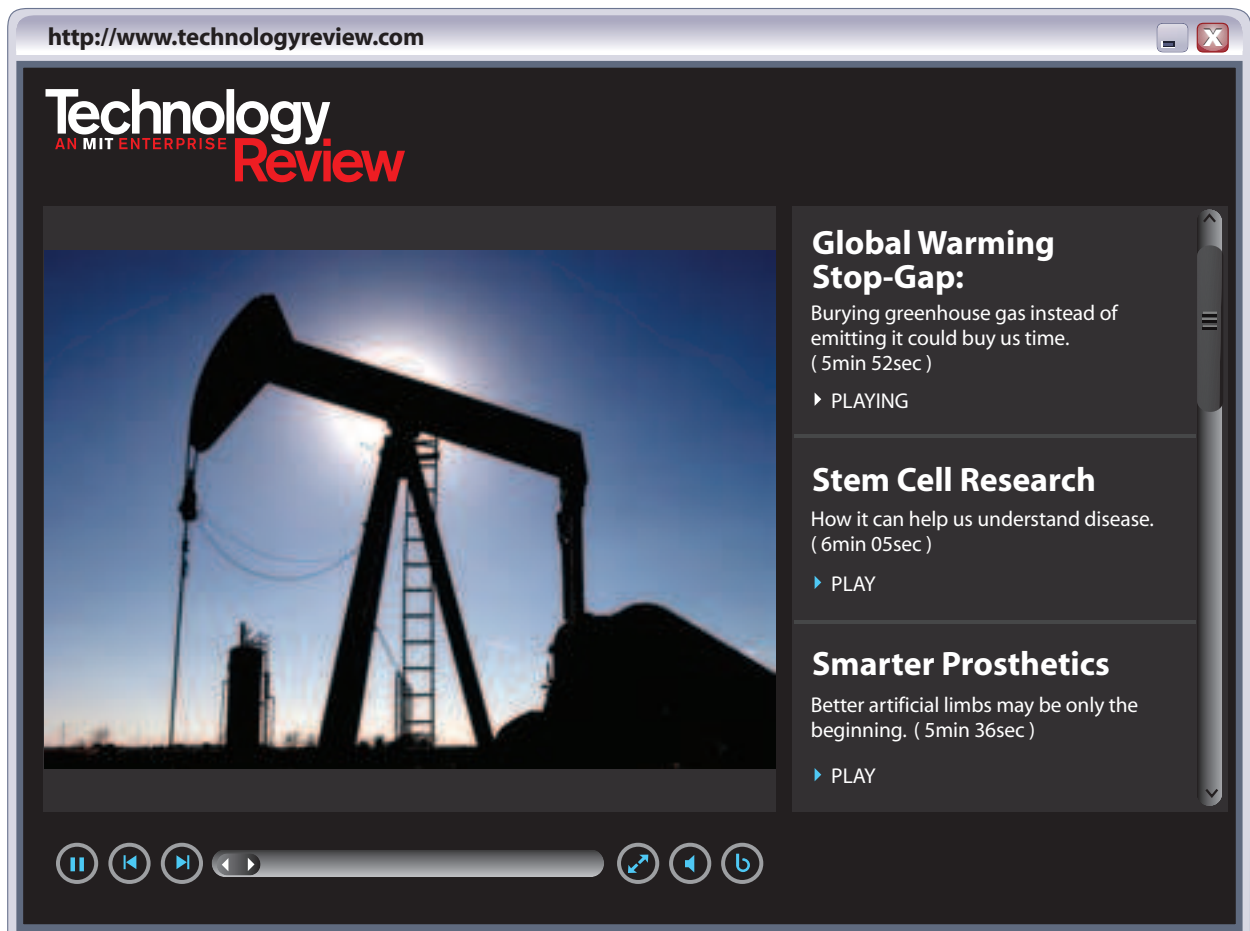 http://www.technologyreview.com
Technology
AN MIT ENTERPRISE
Review
Global Warming
Stop-Gap:
Burying greenhouse gas instead of
emitting it could buy us time.
( 5min 52sec )
PLAYING
Stem Cell Research
How it can help us understand disease.
( 6min 05sec )
PLAY
Smarter Prosthetics
Better artificial limbs may be only the
beginning. ( 5min 36sec )
PLAY